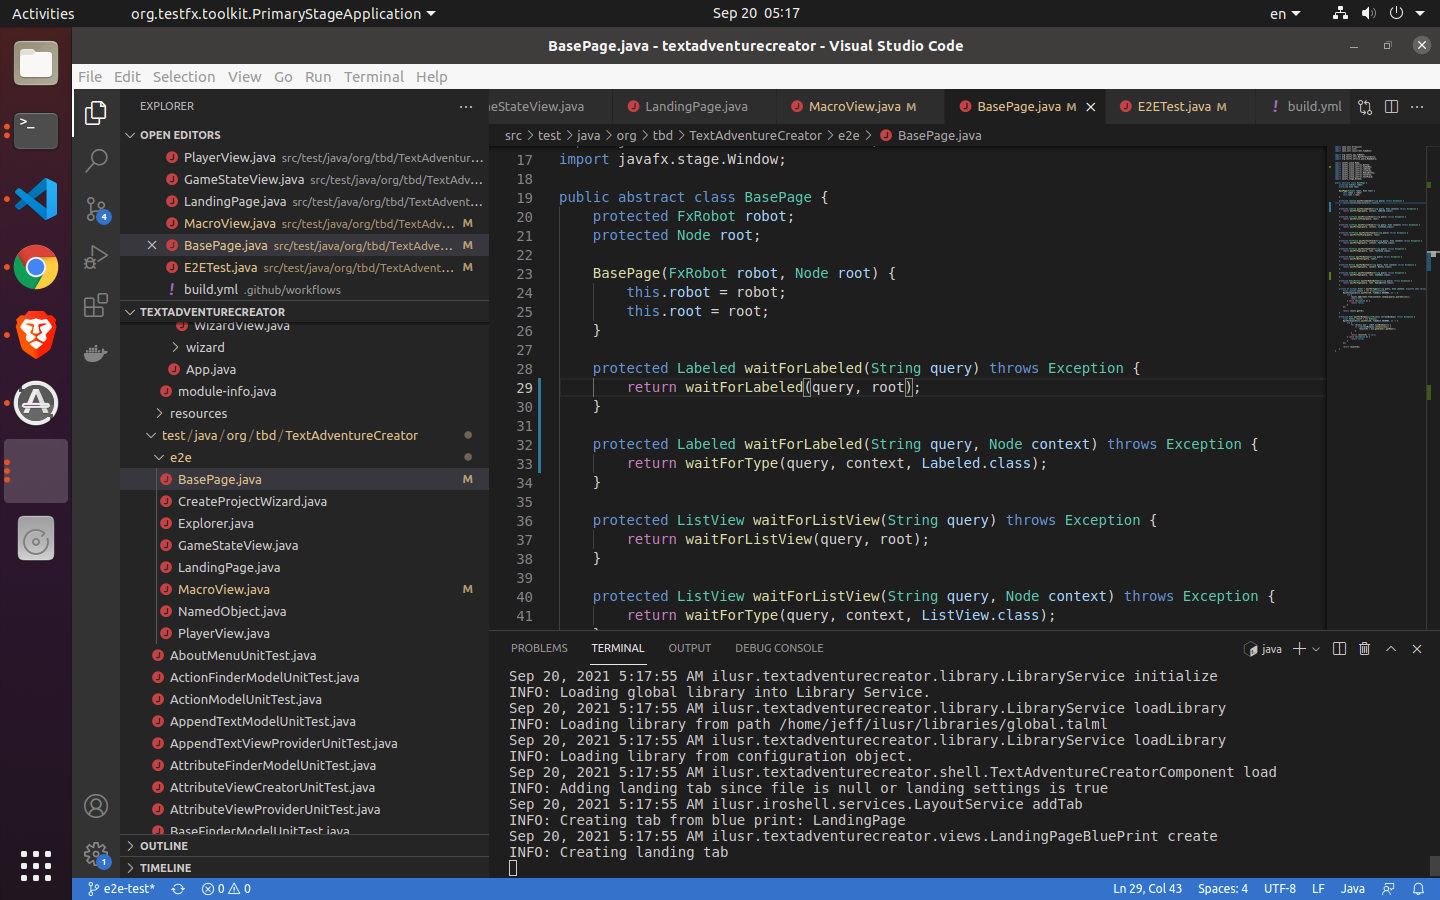 Activities
org.testfx.toolkit.PrimaryStageApplication
Sep 20 05:17
en
BasePage.java - textadventurecreator - Visual Studio Code
File Edit Selection View Go Run Terminal Help
EXPLORER
OPEN EDITORS
PlayerView.java src/test/java/org/tbd/TextAdventur...
GameStateView.java src/test/java/org/tbd/TextAdv...
LandingPage.java src/test/java/org/tbd/TextAdvent...
MacroView.java src/test/java/org/tbd/TextAdv... M
BasePage.java src/test/java/org/tbd/TextAdve... M
E2ETest.java src/test/java/org/tbd/TextAdvent... M
! build.yml .github/workflows
TEXTADVENTURECREATOR
WizardView.java
wizard
App.java
module-info.java
resources
test/java/org/tbd/TextAdventureCreator
e2e
BasePage.java M
CreateProjectWizard.java
Explorer.java
GameStateView.java
LandingPage.java
MacroView.java M
NamedObject.java
PlayerView.java
AboutMenuUnitTest.java
ActionFinderModelUnitTest.java
ActionModelUnitTest.java
AppendTextModelUnitTest.java
AppendTextViewProviderUnitTest.java
AttributeFinderModelUnitTest.java
AttributeViewCreatorUnitTest.java
AttributeViewProviderUnitTest.java
BaseFinderModelUnitTest.java
OUTLINE
TIMELINE
4
1
eStateView.java LandingPage.java MacroView.java M BasePage.java M E2ETest.java M ! build.yml
src > test > java > org > tbd > TextAdventureCreator > e2e > BasePage.java
17 import javafx.stage.Window;
18
19 public abstract class BasePage {
20 protected FxRobot robot;
21 protected Node root;
22
23 BasePage(FxRobot robot, Node root) {
24 this.robot = robot;
25 this.root = root;
26 }
27
28 protected Labeled waitForLabeled(String query) throws Exception {
29 return waitForLabeled(query, root);
30 }
31
32 protected Labeled waitForLabeled(String query, Node context) throws Exception {
33 return waitForType(query, context, Labeled.class);
34 }
35
36 protected ListView waitForListView(String query) throws Exception {
37 return waitForListView(query, root);
38 }
39
40 protected ListView waitForListView(String query, Node context) throws Exception {
41 return waitForType(query, context, ListView.class);
PROBLEMS TERMINAL OUTPUT DEBUG CONSOLE
java
Sep 20, 2021 5:17:55 AM ilusr.textadventurecreator.library.LibraryService initialize
INFO: Loading global library into Library Service.
Sep 20, 2021 5:17:55 AM ilusr.textadventurecreator.library.LibraryService loadLibrary
INFO: Loading library from path /home/jeff/ilusr/libraries/global.talml
Sep 20, 2021 5:17:55 AM ilusr.textadventurecreator.library.LibraryService loadLibrary
INFO: Loading library from configuration object.
Sep 20, 2021 5:17:55 AM ilusr.textadventurecreator.shell.TextAdventureCreatorComponent load
INFO: Adding landing tab since file is null or landing settings is true
Sep 20, 2021 5:17:55 AM ilusr.iroshell.services.LayoutService addTab
INFO: Creating tab from blue print: LandingPage
Sep 20, 2021 5:17:55 AM ilusr.textadventurecreator.views.LandingPageBluePrint create
INFO: Creating landing tab
e2e-test* 0 0
Ln 29, Col 43 Spaces: 4 UTF-8 LF Java